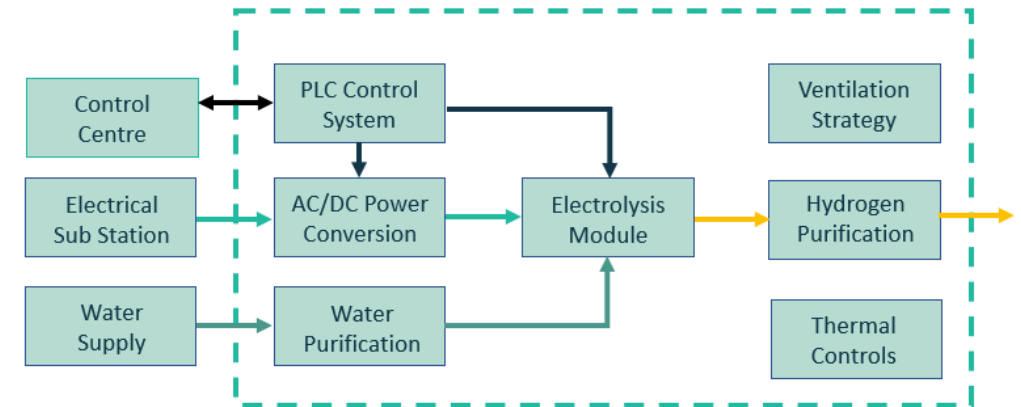 Control
Centre
PLC Control
System
Ventilation
Strategy
Electrical
Sub Station
AC/DC Power
Conversion
Electrolysis
Module
Hydrogen
Purification
Water
Supply
Water
Purification
Thermal
Controls